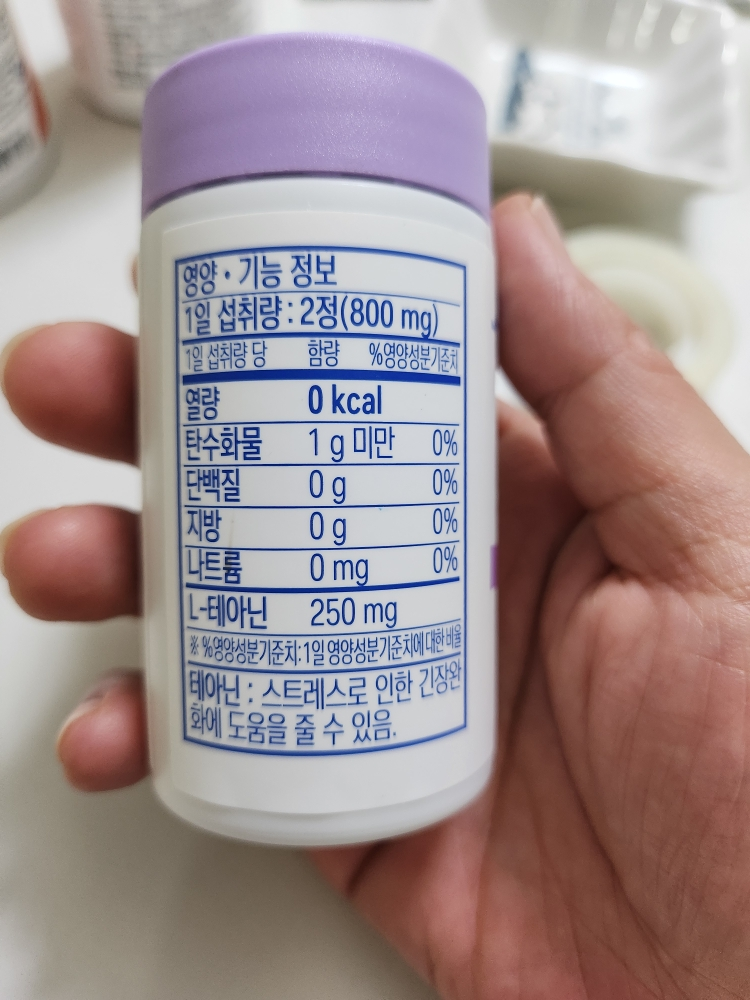 영양・기능 정보
1일 섭취량 : 2정(800 mg)
1일 섭취량 당 함량 %영양성분기준치
열량 0 kcal
탄수화물 1 g 미만 0%
단백질 0 g 0%
지방 0 g 0%
나트륨 0 mg 0%
L-테아닌 250 mg
※ %영양성분기준치:1일 영양성분기준치에 대한 비율
테아닌 : 스트레스로 인한 긴장완
화에 도움을 줄 수 있음.